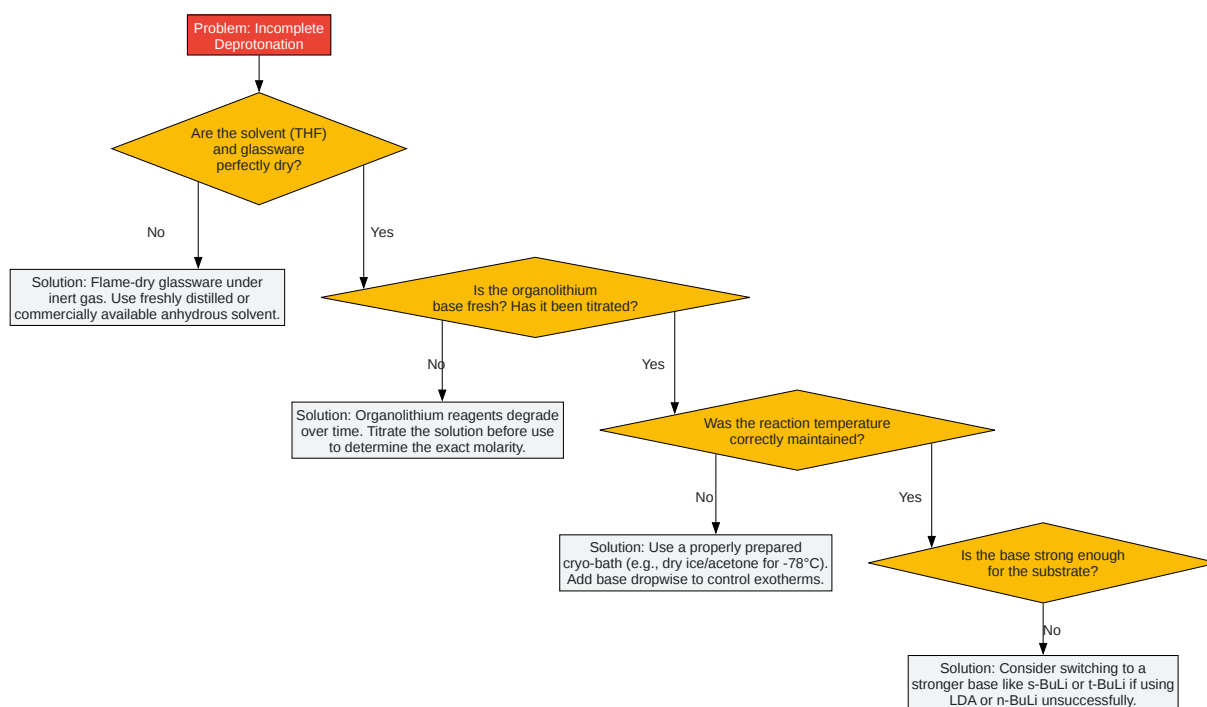 Problem: Incomplete
Deprotonation
Are the solvent (THF)
and glassware
perfectly dry?
No
Yes
Solution: Flame-dry glassware under
inert gas. Use freshly distilled or
commercially available anhydrous solvent.
Is the organolithium
base fresh? Has it been titrated?
No
Yes
Solution: Organolithium reagents degrade
over time. Titrate the solution before use
to determine the exact molarity.
Was the reaction temperature
correctly maintained?
No
Yes
Solution: Use a properly prepared
cryo-bath (e.g., dry ice/acetone for -78°C).
Add base dropwise to control exotherms.
Is the base strong enough
for the substrate?
No
Solution: Consider switching to a
stronger base like s-BuLi or t-BuLi if using
LDA or n-BuLi unsuccessfully.